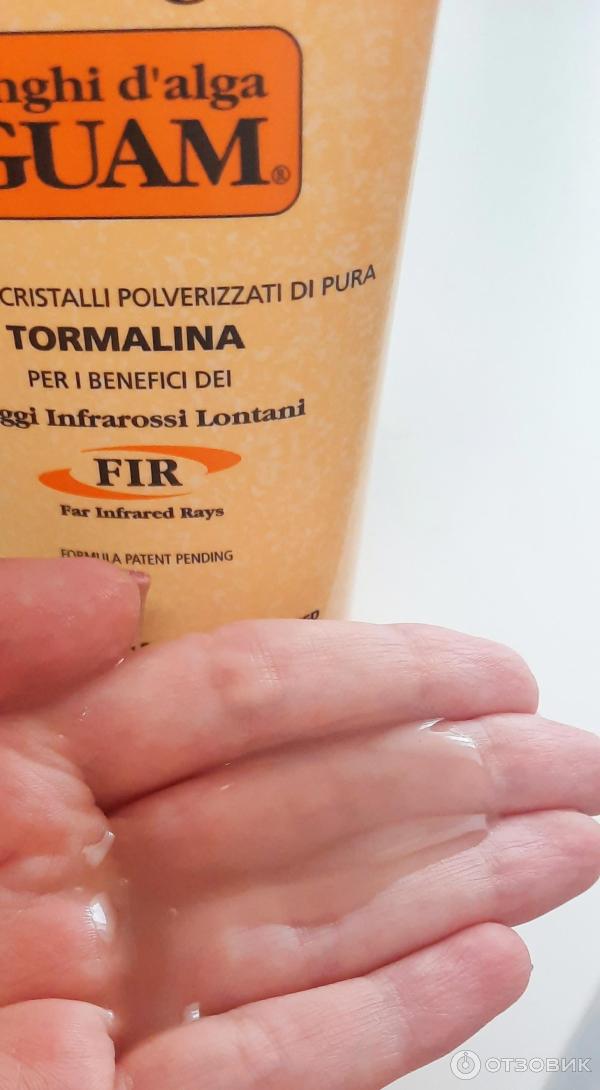 nghi d'alga
GUAM®
CRISTALLI POLVERIZZATI DI PURA
TORMALINA
PER I BENEFICI DEI
ggi Infrarossi Lontani
FIR
Far Infrared Rays
FORMULA PATENT PENDING
ОТЗОВИК